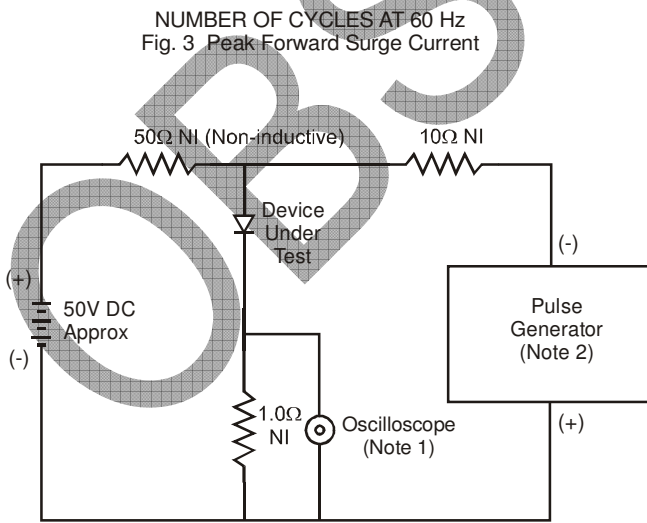 NUMBER OF CYCLES AT 60 Hz
Fig. 3 Peak Forward Surge Current
50Ω NI (Non-inductive)
10Ω NI
Device
Under
Test
(+)
50V DC
Approx
(-)
(-)
Pulse
Generator
(Note 2)
(+)
1.0Ω
NI
Oscilloscope
(Note 1)
OBS